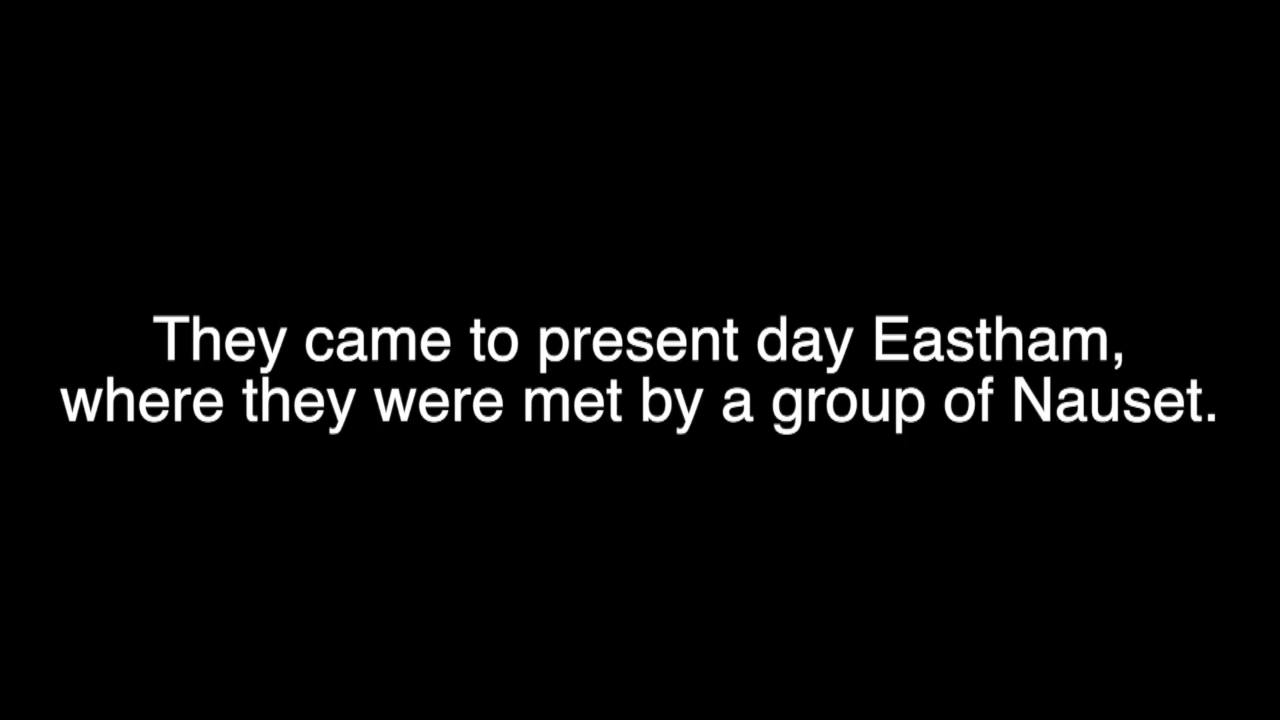 They came to present day Eastham,
where they were met by a group of Nauset.